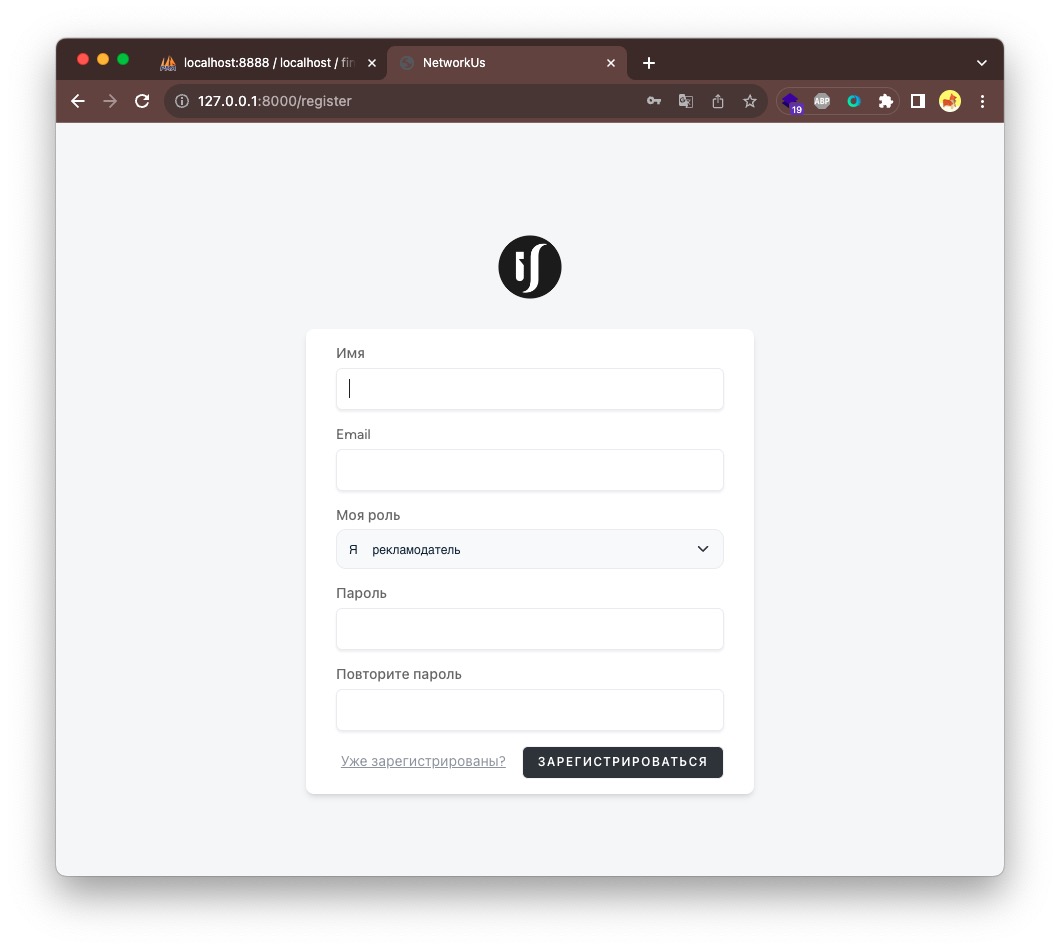 localhost:8888 / localhost / fin
NetworkUs
127.0.0.1:8000/register
19
ABP
Имя
Email
Моя роль
Я рекламодатель
Пароль
Повторите пароль
Уже зарегистрированы?
ЗАРЕГИСТРИРОВАТЬСЯ